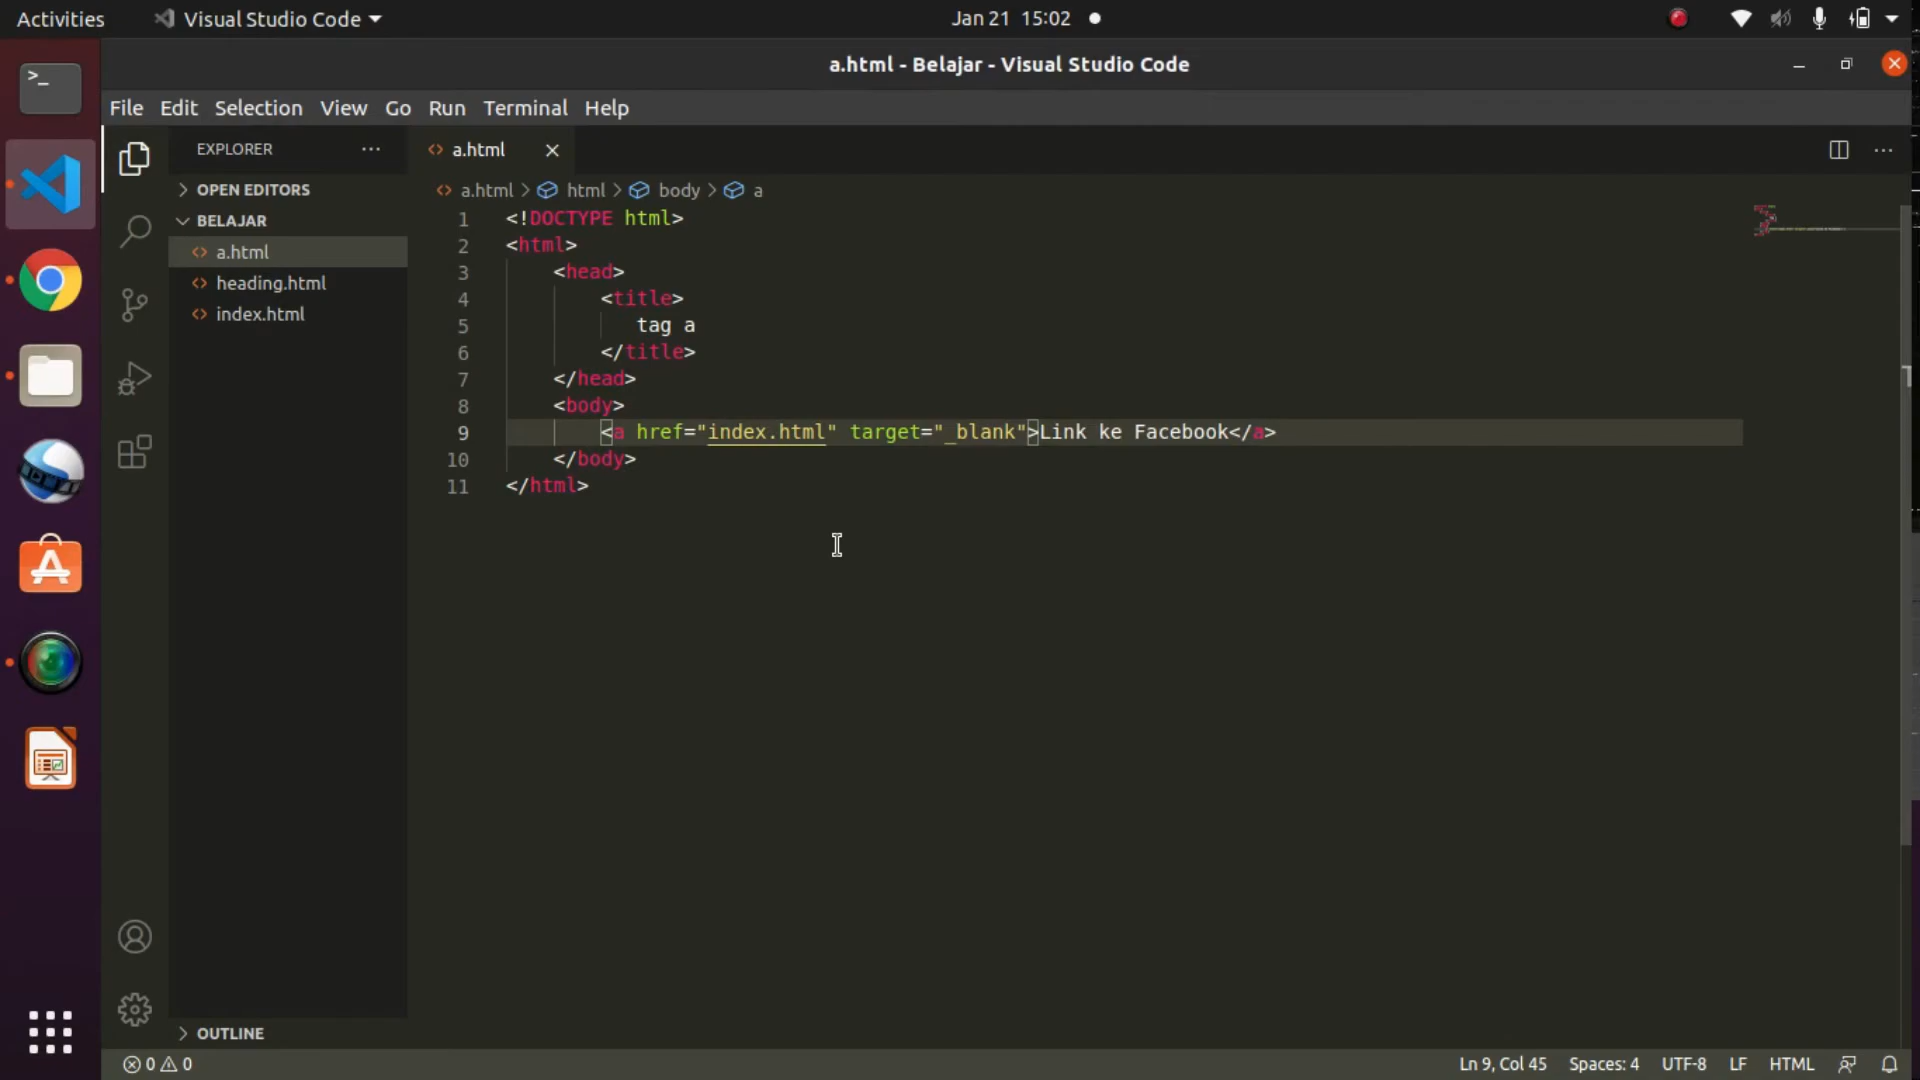 Activities
Visual Studio Code
Jan 21 15:02
a.html - Belajar - Visual Studio Code
File Edit Selection View Go Run Terminal Help
EXPLORER
OPEN EDITORS
BELAJAR
a.html
heading.html
index.html
OUTLINE
a.html
a.html > html > body > a
1 <!DOCTYPE html>
2 <html>
3 <head>
4 <title>
5 tag a
6 </title>
7 </head>
8 <body>
9 <a href="index.html" target="_blank">Link ke Facebook</a>
10 </body>
11 </html>
0 0
Ln 9, Col 45 Spaces: 4 UTF-8 LF HTML